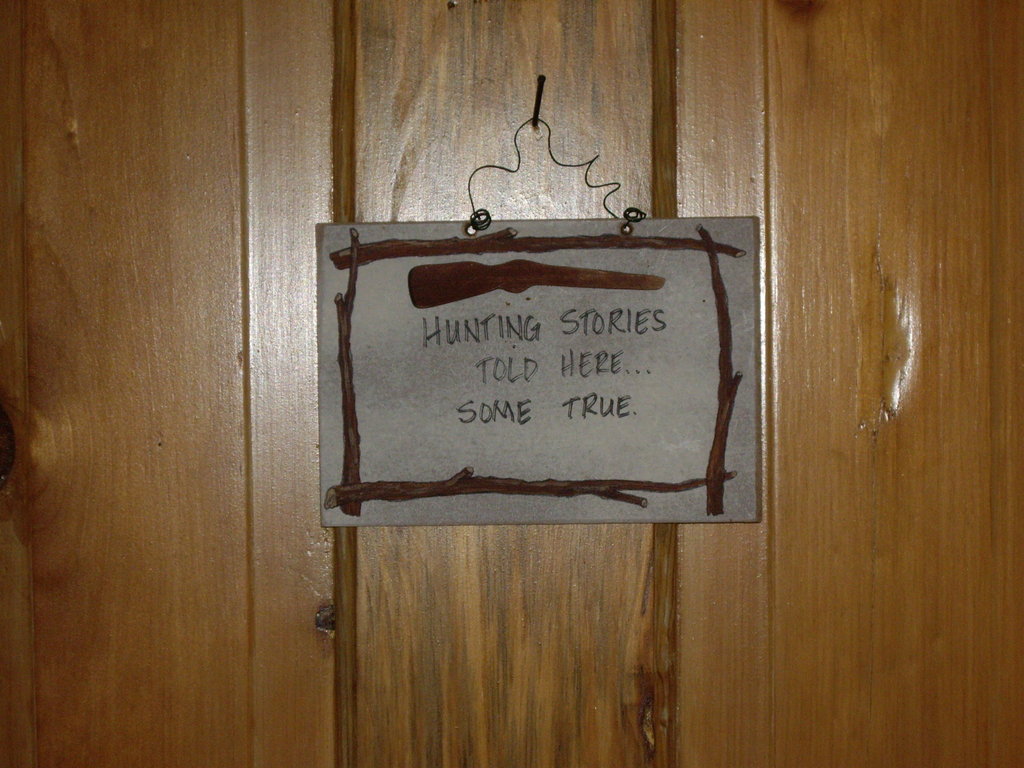 HUNTING STORIES
TOLD HERE...
SOME TRUE.